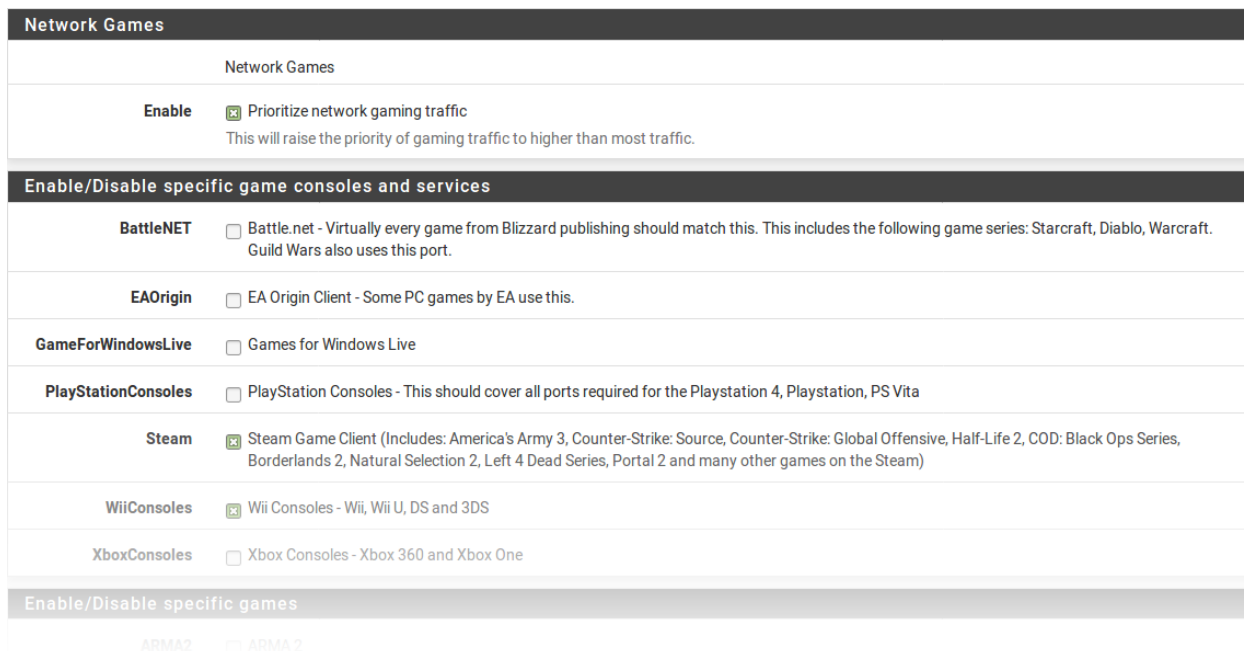 Network Games
Network Games
Enable
Prioritize network gaming traffic
This will raise the priority of gaming traffic to higher than most traffic.
Enable/Disable specific game consoles and services
BattleNET
Battle.net - Virtually every game from Blizzard publishing should match this. This includes the following game series: Starcraft, Diablo, Warcraft.
Guild Wars also uses this port.
EAOrigin
EA Origin Client - Some PC games by EA use this.
GameForWindowsLive
Games for Windows Live
PlayStationConsoles
PlayStation Consoles - This should cover all ports required for the Playstation 4, Playstation, PS Vita
Steam
Steam Game Client (Includes: America's Army 3, Counter-Strike: Source, Counter-Strike: Global Offensive, Half-Life 2, COD: Black Ops Series,
Borderlands 2, Natural Selection 2, Left 4 Dead Series, Portal 2 and many other games on the Steam)
WiiConsoles
Wii Consoles - Wii, Wii U, DS and 3DS
XboxConsoles
Xbox Consoles - Xbox 360 and Xbox One
Enable/Disable specific games
ARMA2
ARMA 2